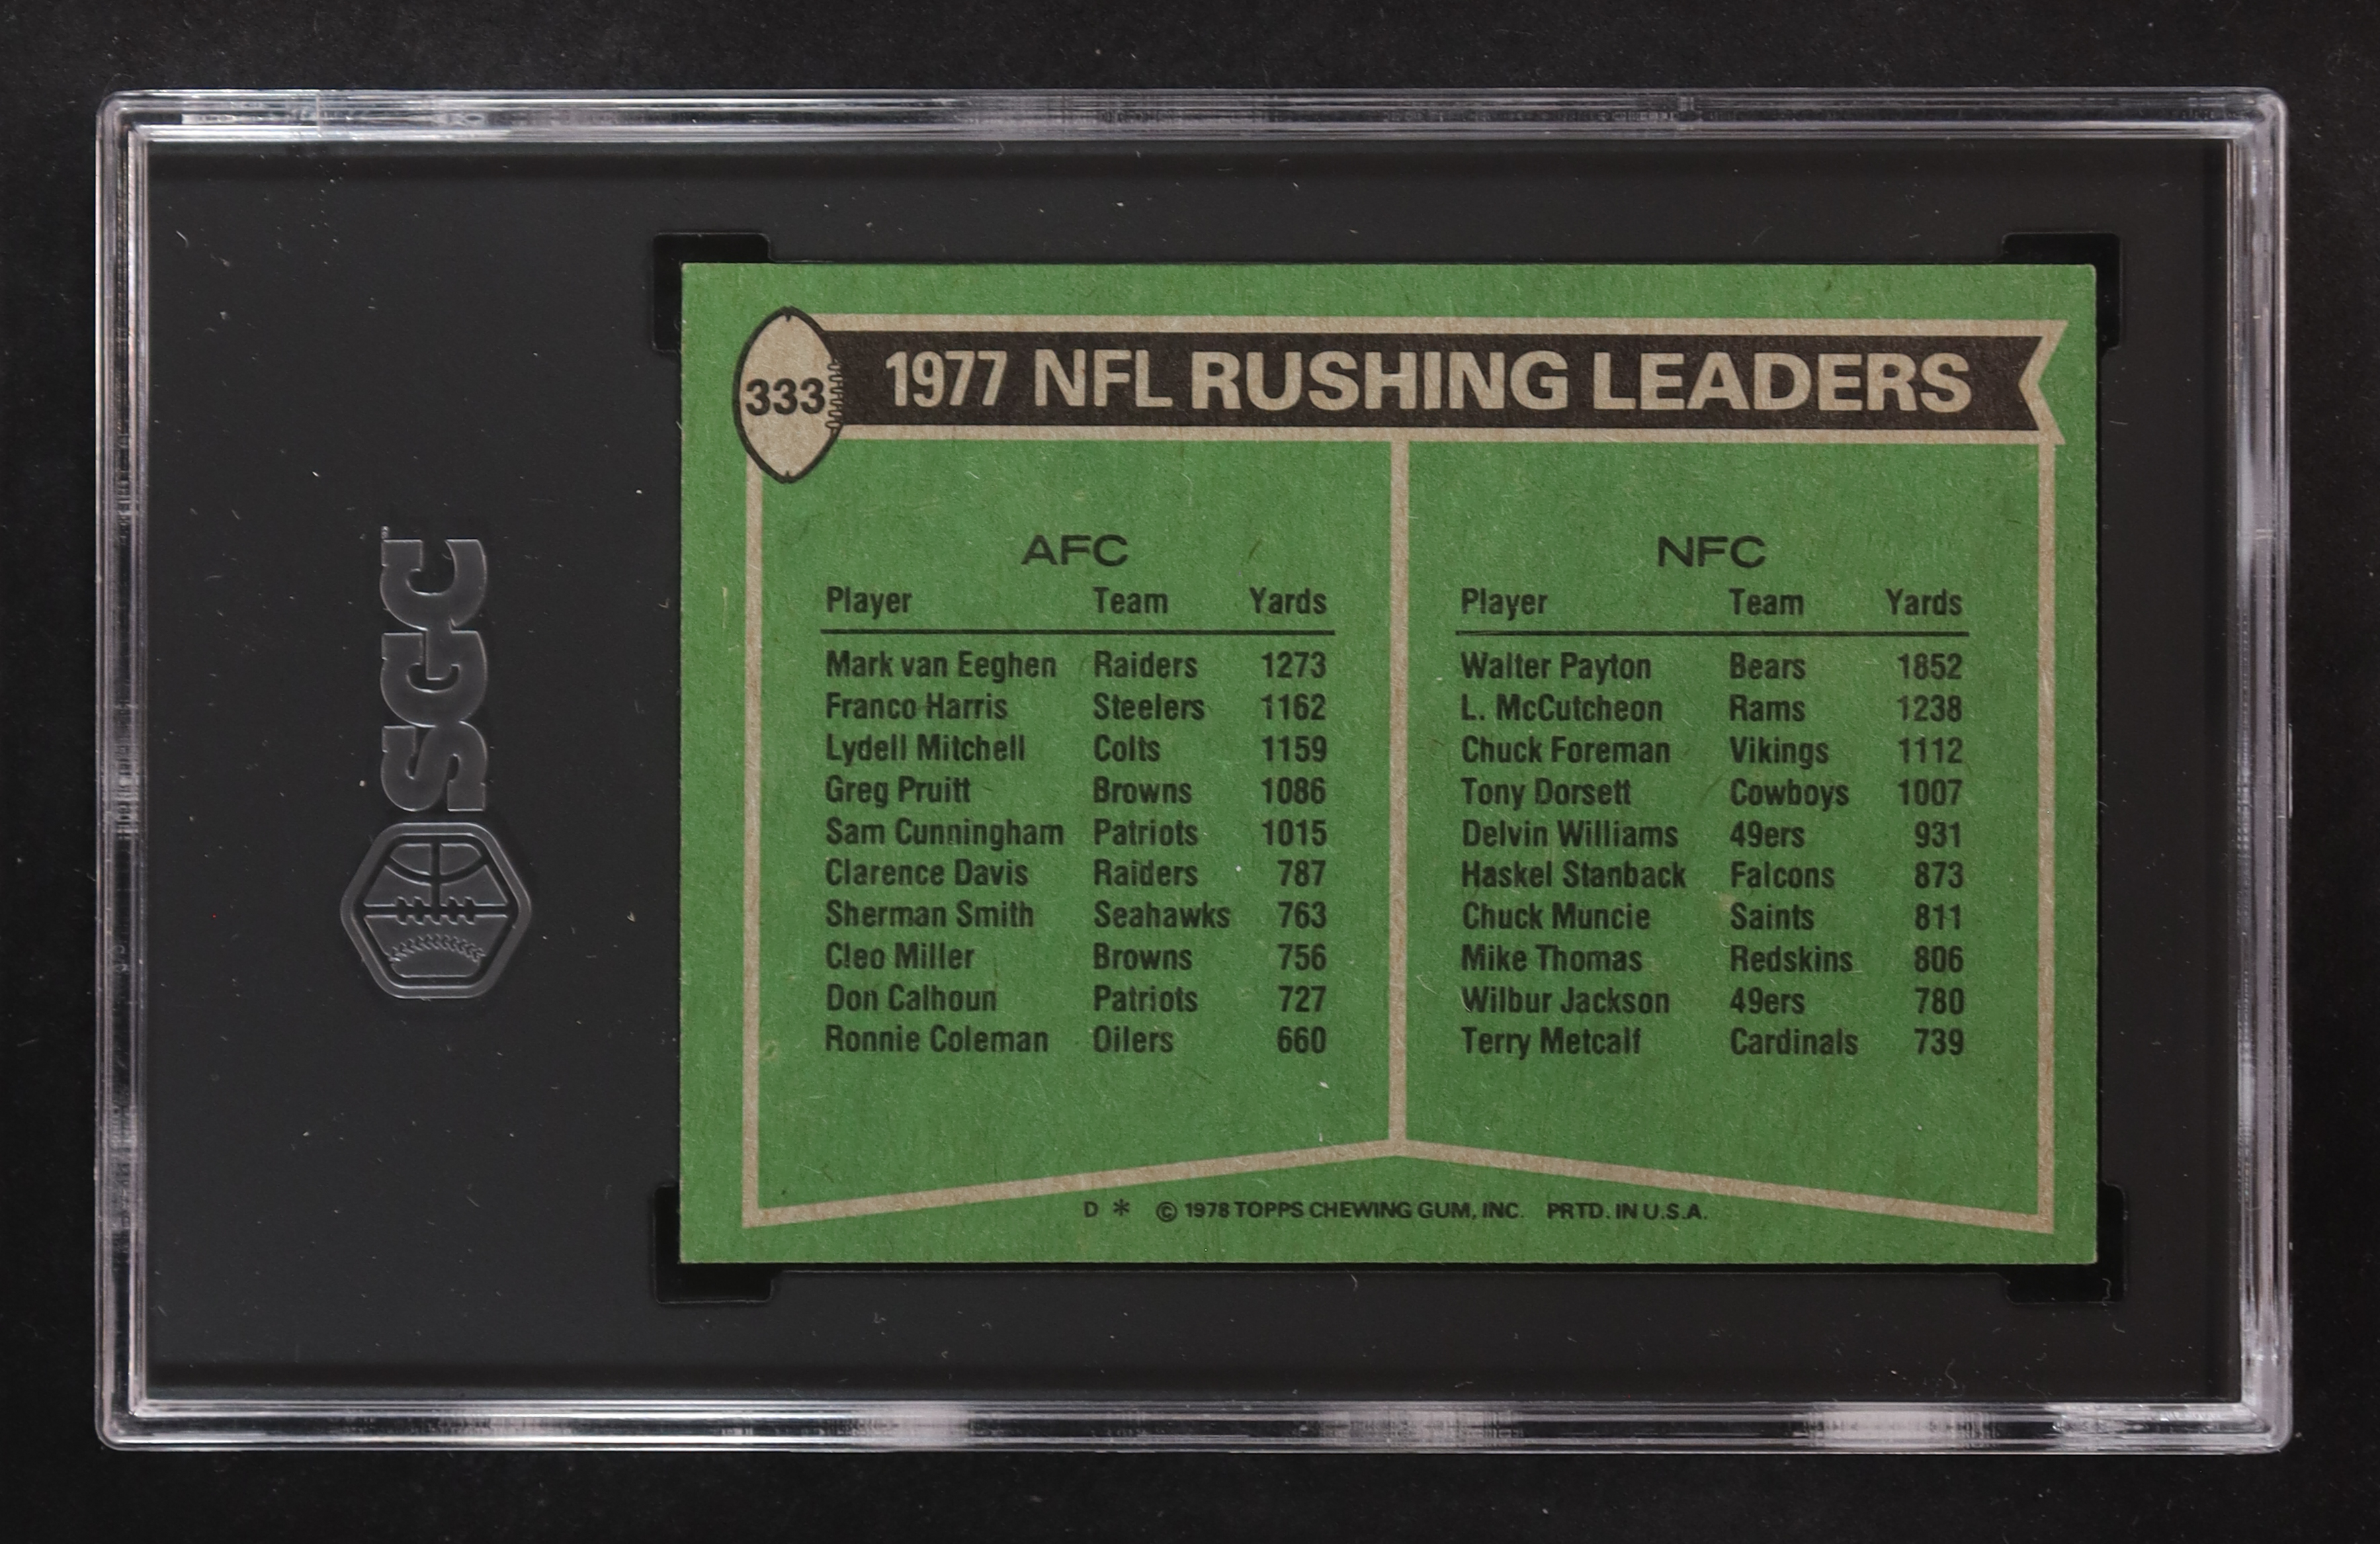 SGC
333
1977 NFL RUSHING LEADERS
AFC
Player Team Yards
Mark van Eeghen Raiders 1273
Franco Harris Steelers 1162
Lydell Mitchell Colts 1159
Greg Pruitt Browns 1086
Sam Cunningham Patriots 1015
Clarence Davis Raiders 787
Sherman Smith Seahawks 763
Cleo Miller Browns 756
Don Calhoun Patriots 727
Ronnie Coleman Oilers 660
NFC
Player Team Yards
Walter Payton Bears 1852
L. McCutcheon Rams 1238
Chuck Foreman Vikings 1112
Tony Dorsett Cowboys 1007
Delvin Williams 49ers 931
Haskel Stanback Falcons 873
Chuck Muncie Saints 811
Mike Thomas Redskins 806
Wilbur Jackson 49ers 780
Terry Metcalf Cardinals 739
D * © 1978 TOPPS CHEWING GUM, INC. PRTD. IN U.S.A.